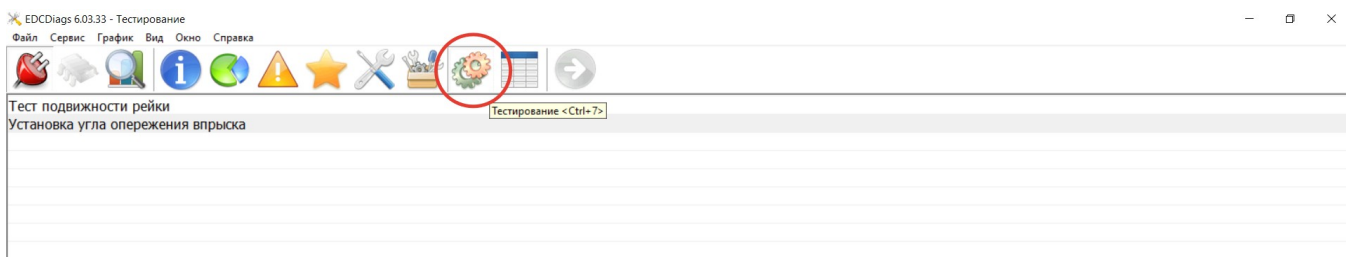 EDCDiags 6.03.33 - Тестирование
Файл Сервис График Вид Окно Справка
Тест подвижности рейки
Тестирование <Ctrl+7>
Установка угла опережения впрыска